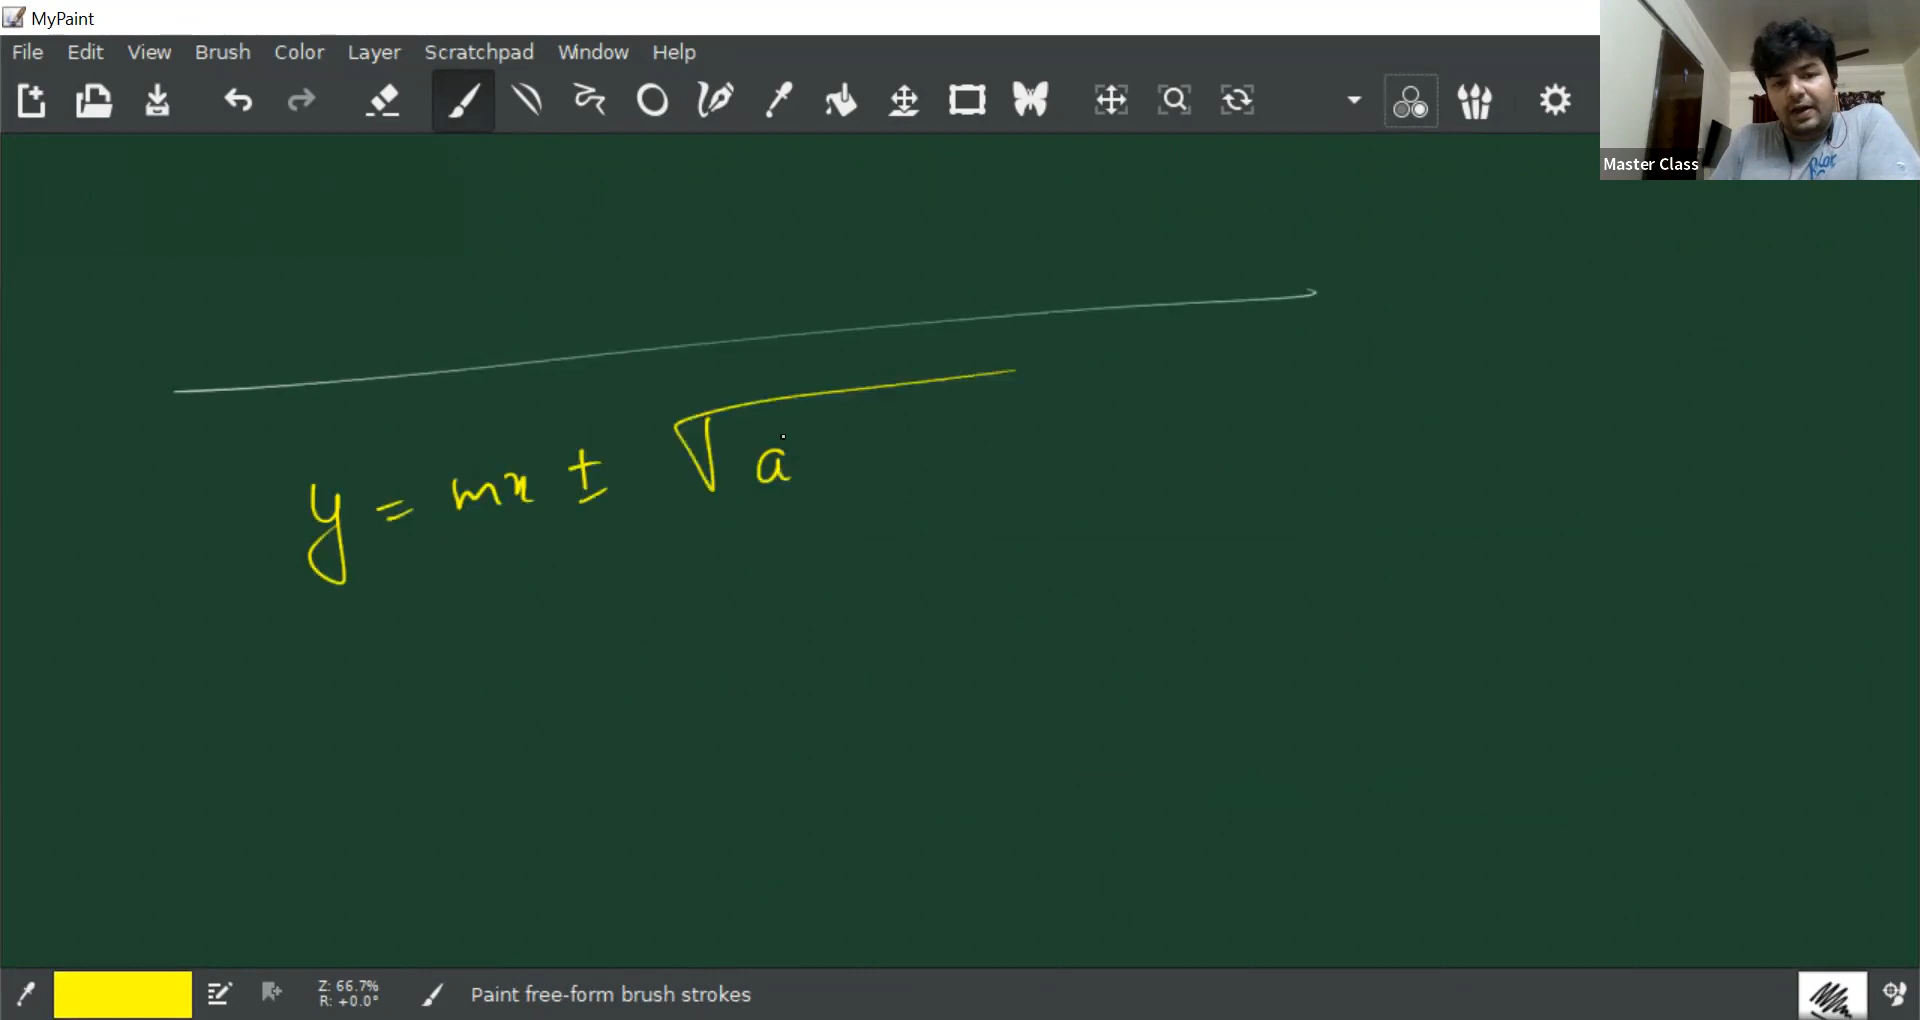 MyPaint
File Edit View Brush Color Layer Scratchpad Window Help
Master Class
y = mx ± √a
Z: 66.7%
R: +0.0°
Paint free-form brush strokes